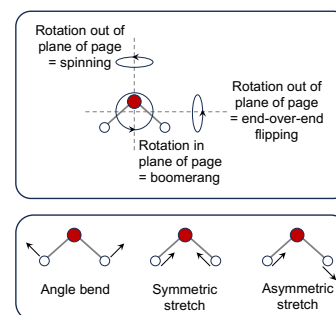 Rotation out of
plane of page
= spinning
Rotation out of
plane of page
= end-over-end
flipping
Rotation in
plane of page
= boomerang
Angle bend
Symmetric
stretch
Asymmetric
stretch